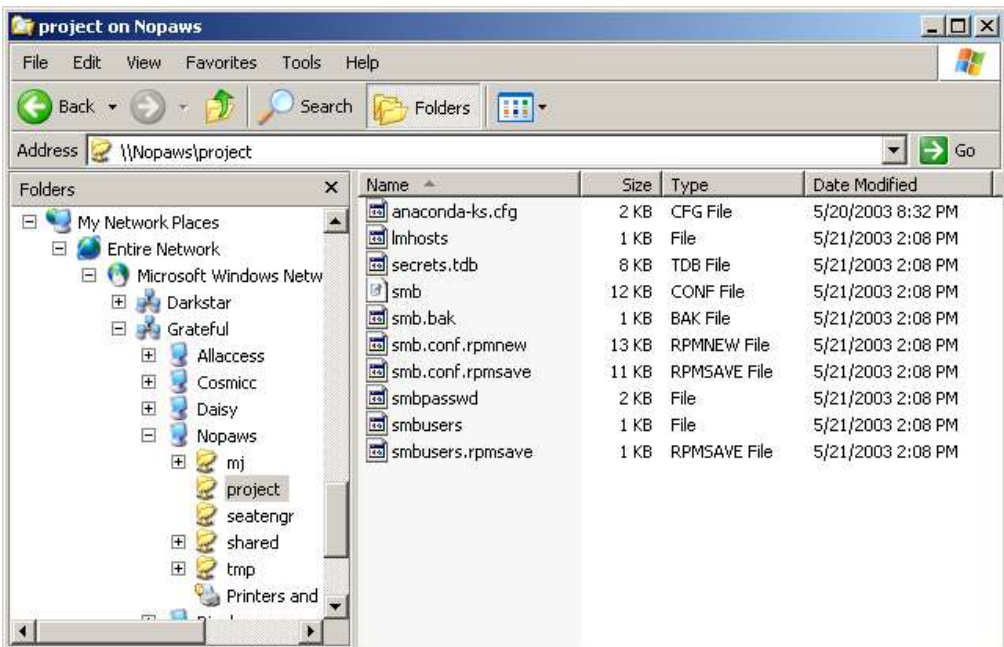 project on Nopaws
File Edit View Favorites Tools Help
Back Search Folders
Address \\Nopaws\project Go
Folders
My Network Places
Entire Network
Microsoft Windows Netw
Darkstar
Grateful
Allaccess
Cosmicc
Daisy
Nopaws
mj
project
seatengr
shared
tmp
Printers and
Name Size Type Date Modified
anaconda-ks.cfg 2 KB CFG File 5/20/2003 8:32 PM
lmhosts 1 KB File 5/21/2003 2:08 PM
secrets.tdb 8 KB TDB File 5/21/2003 2:08 PM
smb 12 KB CONF File 5/21/2003 2:08 PM
smb.bak 1 KB BAK File 5/21/2003 2:08 PM
smb.conf.rpmnew 13 KB RPMNEW File 5/21/2003 2:08 PM
smb.conf.rpmsave 11 KB RPMSAVE File 5/21/2003 2:08 PM
smbpasswd 2 KB File 5/21/2003 2:08 PM
smbusers 1 KB File 5/21/2003 2:08 PM
smbusers.rpmsave 1 KB RPMSAVE File 5/21/2003 2:08 PM